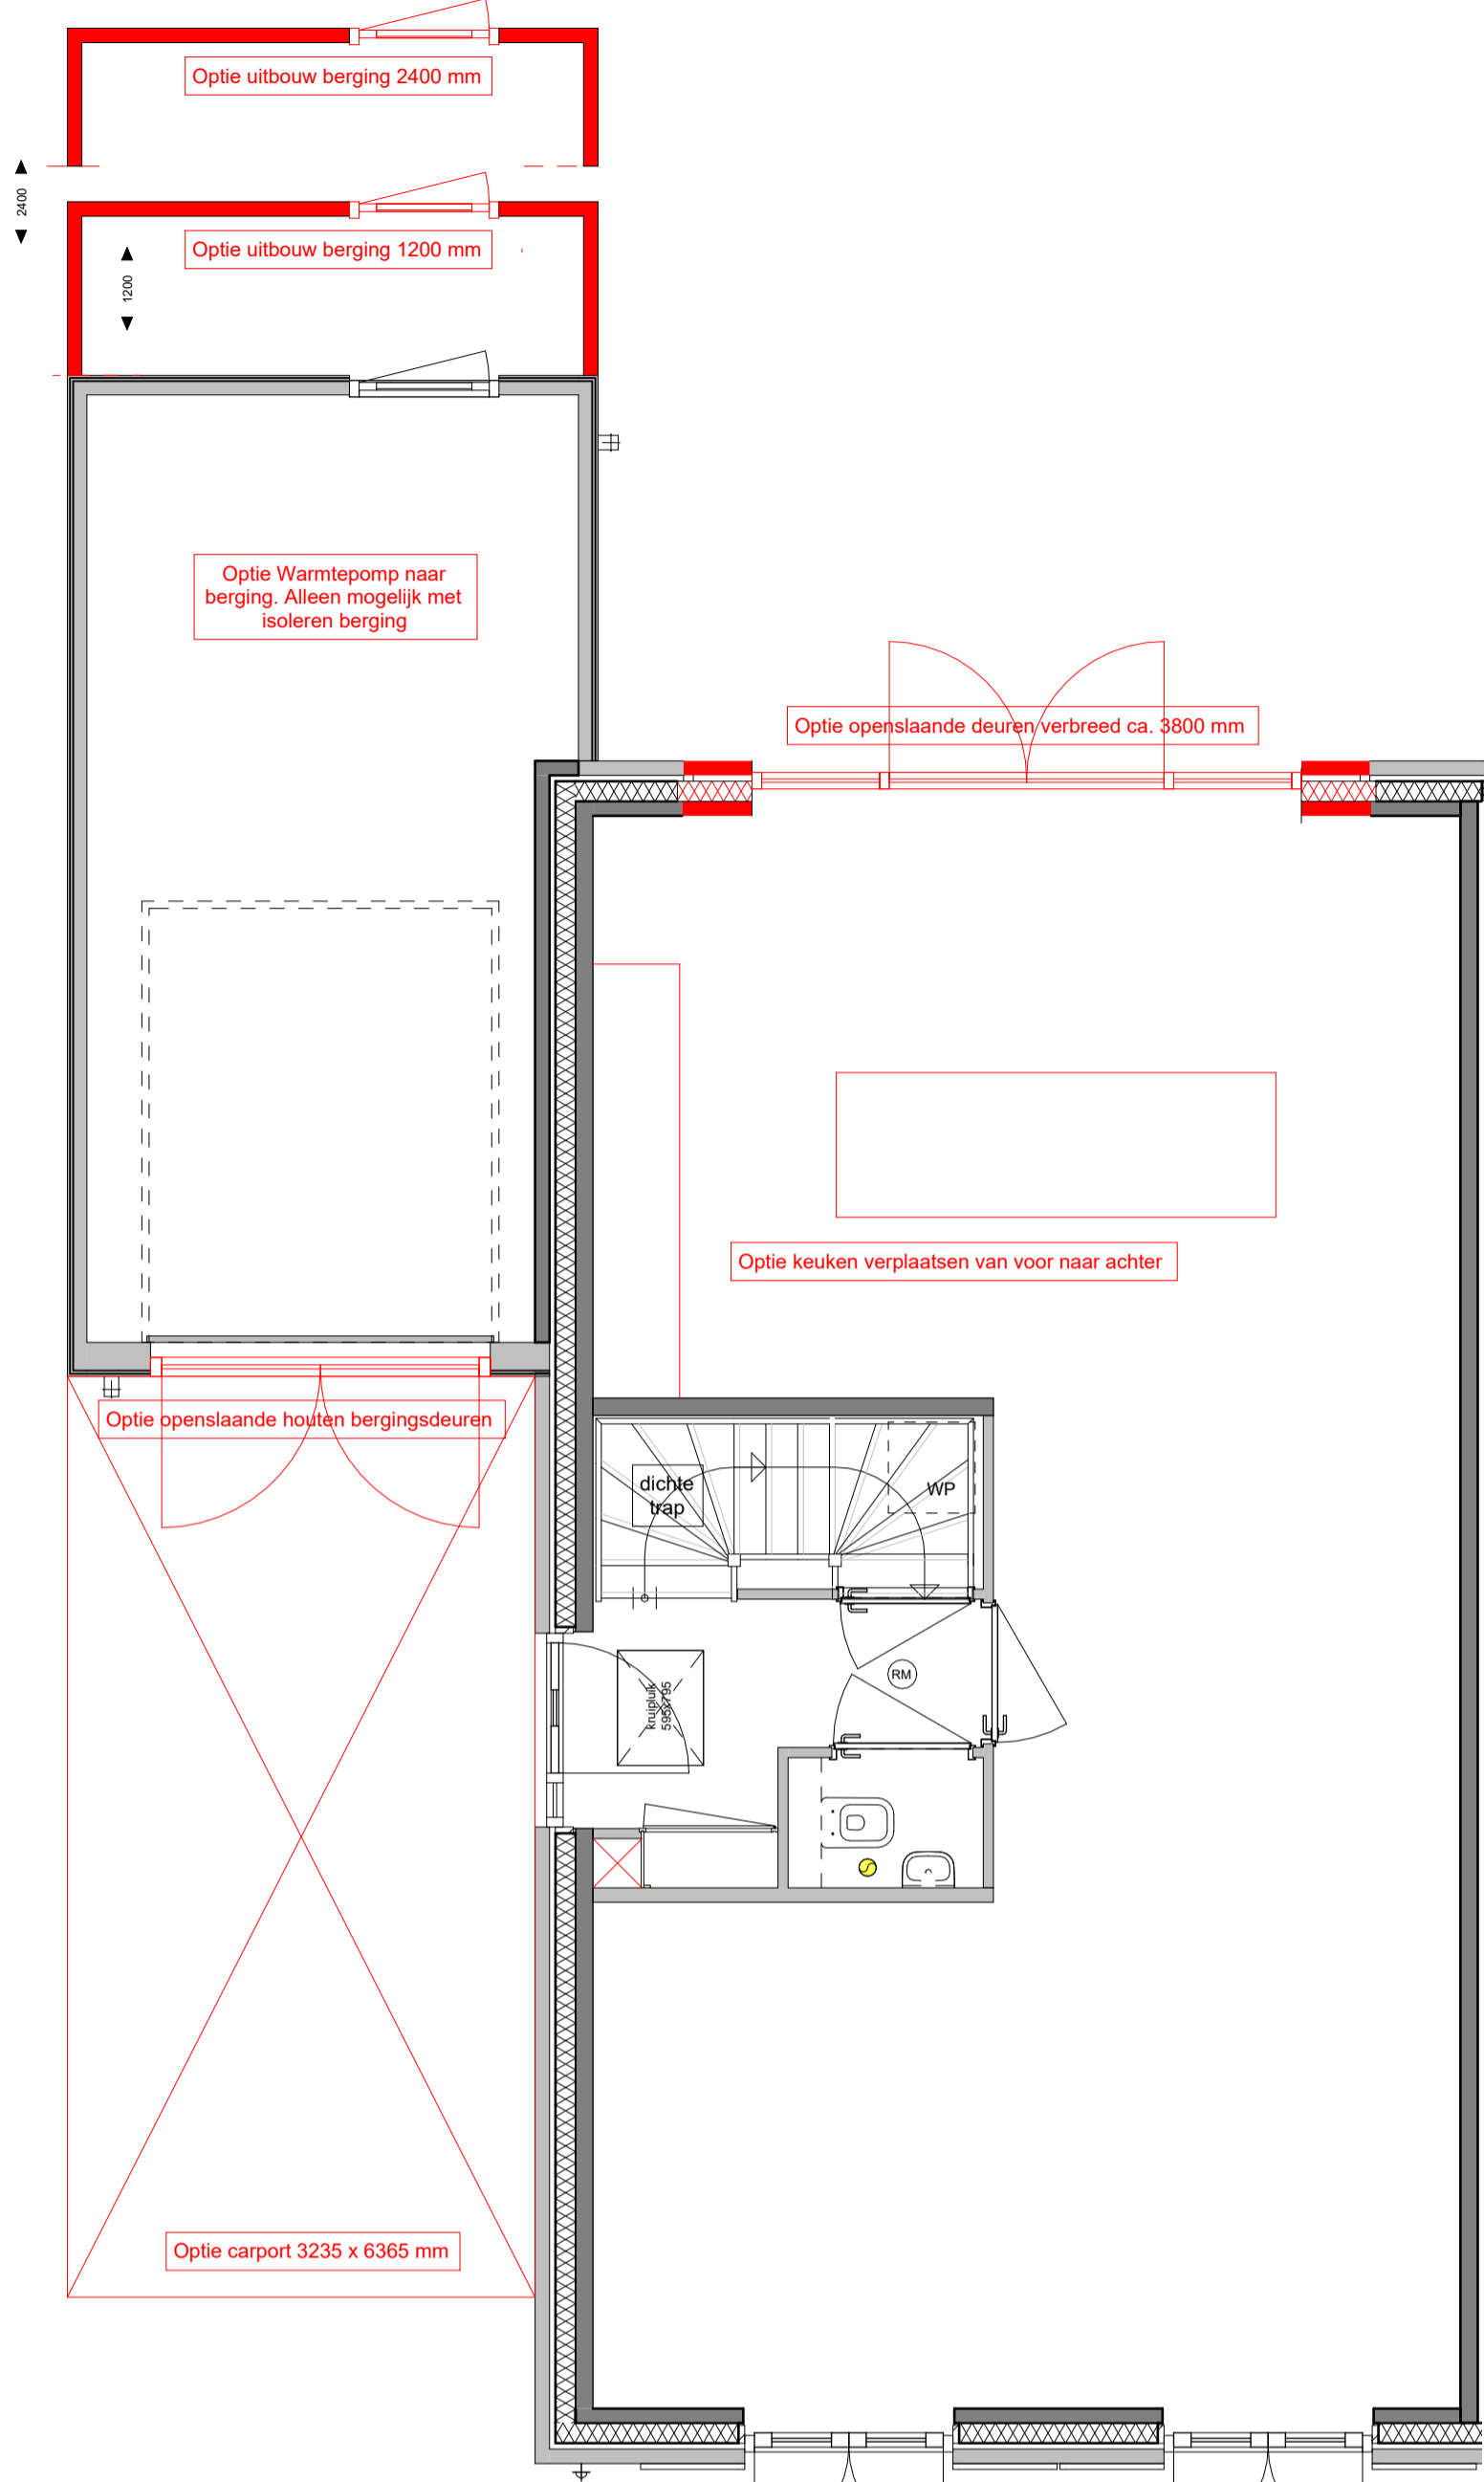 Optie uitbouw berging 2400 mm
2400
Optie uitbouw berging 1200 mm
1200
Optie Warmtepomp naar
berging. Alleen mogelijk met
isoleren berging
Optie openslaande deuren verbreed ca. 3800 mm
Optie keuken verplaatsen van voor naar achter
Optie openslaande houten bergingsdeuren
dichte
trap
WP
RM
kruipluik
595x795
Optie carport 3235 x 6365 mm